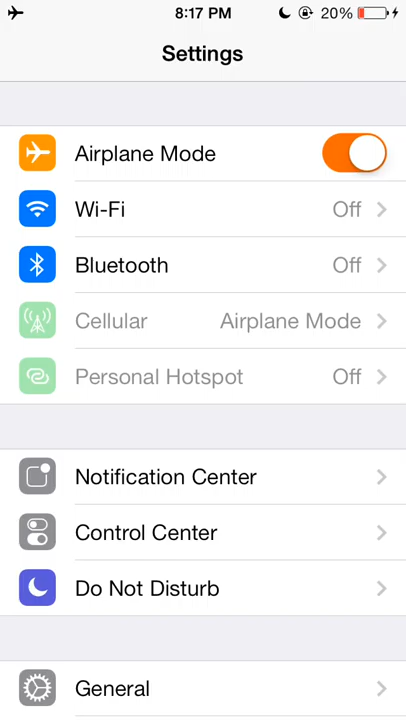 8:17 PM 20%
Settings
Airplane Mode
Wi-Fi Off
Bluetooth Off
Cellular Airplane Mode
Personal Hotspot Off
Notification Center
Control Center
Do Not Disturb
General